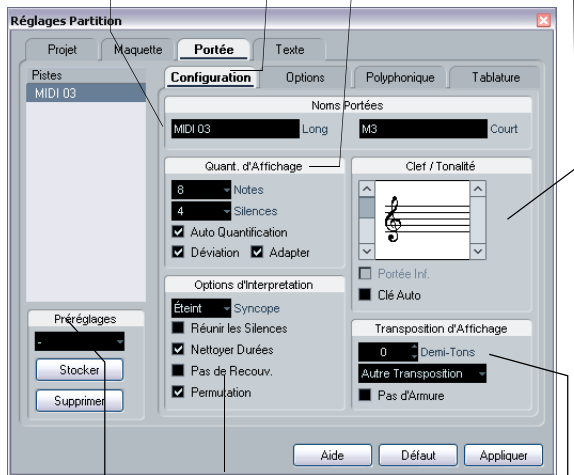 Réglages Partition
Projet Maquette Portée Texte
Pistes
MIDI 03
Configuration Options Polyphonique Tablature
Noms Portées
MIDI 03 Long M3 Court
Quant. d'Affichage
8 Notes
4 Silences
Auto Quantification
Déviation Adapter
Clef / Tonalité
Portée Inf.
Clé Auto
Options d'Interpretation
Éteint Syncope
Réunir les Silences
Nettoyer Durées
Pas de Recouv.
Permutation
Transposition d'Affichage
0 Demi-Tons
Autre Transposition
Pas d'Armure
Préréglages
-
Stocker
Supprimer
Aide Défaut Appliquer